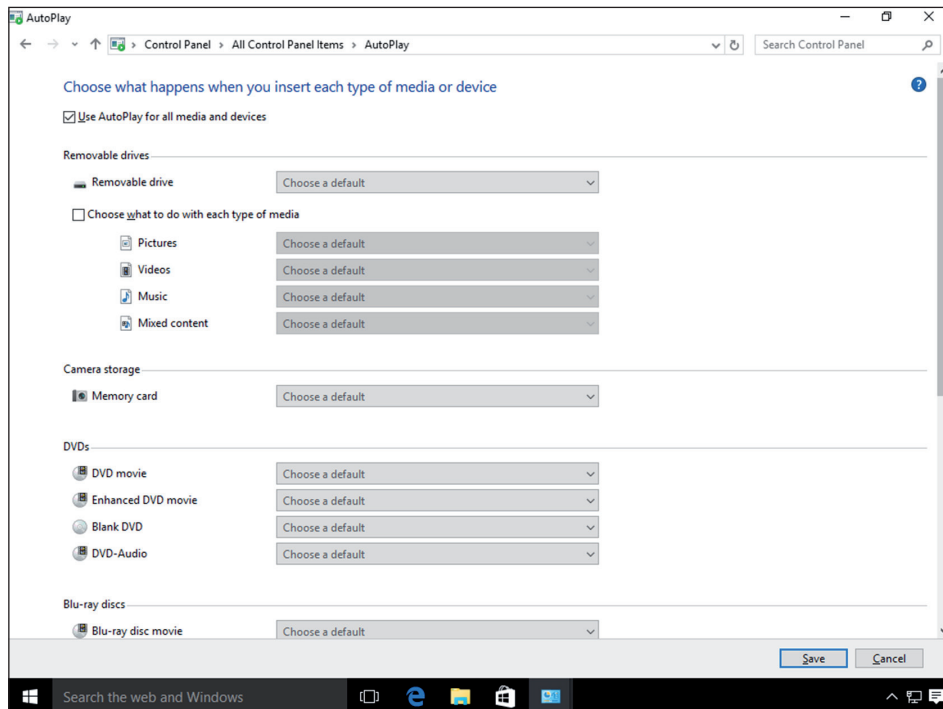 AutoPlay
Control Panel > All Control Panel Items > AutoPlay
Search Control Panel
Choose what happens when you insert each type of media or device
Use AutoPlay for all media and devices
Removable drives
Removable drive Choose a default
Choose what to do with each type of media
Pictures Choose a default
Videos Choose a default
Music Choose a default
Mixed content Choose a default
Camera storage
Memory card Choose a default
DVDs
DVD movie Choose a default
Enhanced DVD movie Choose a default
Blank DVD Choose a default
DVD-Audio Choose a default
Blu-ray discs
Blu-ray disc movie Choose a default
Save Cancel
Search the web and Windows